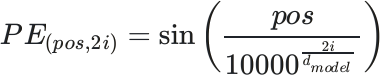 $PE_{(pos,2i)} = \sin\left(\frac{pos}{10000^{\frac{2i}{d_{model}}}}\right)$